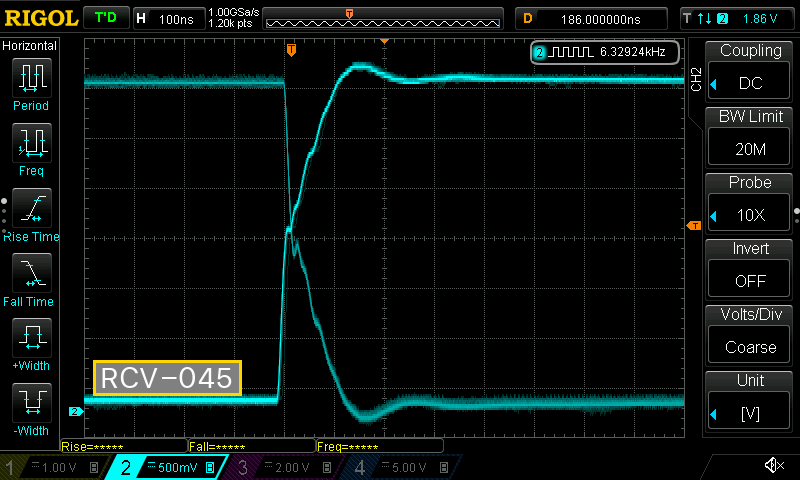 RIGOL T'D H 100ns 1.00GSa/s 1.20k pts T D 186.000000ns T 2 1.86 V
Horizontal
Period
Freq
Rise Time
Fall Time
+Width
-Width
T
2 6.32924kHz
T
2
RCV-045
CH2
Coupling
DC
BW Limit
20M
Probe
10X
Invert
OFF
Volts/Div
Coarse
Unit
[V]
Rise=***** Fall=***** Freq=*****
1 1.00 V B 2 500mV B 3 2.00 V B 4 5.00 V B